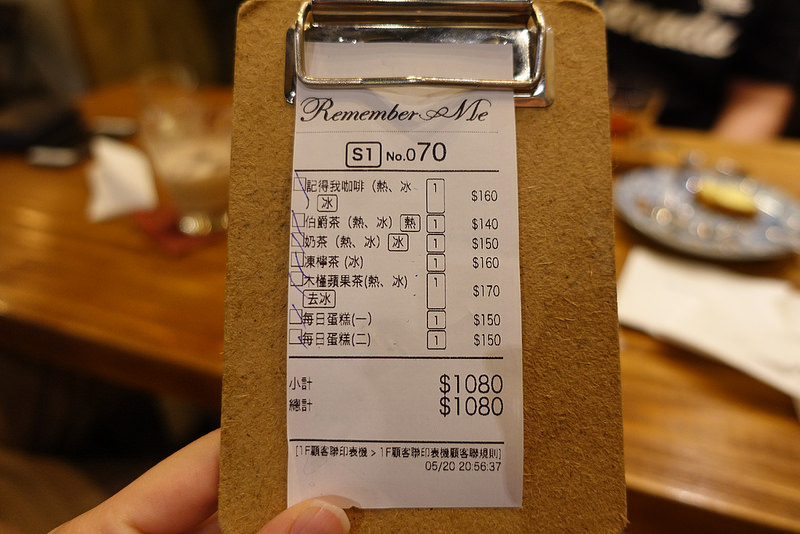 Remember Me
S1 No.070
記得我咖啡（熱、冰 1 $160
） 冰
伯爵茶（熱、冰） 熱 1 $140
奶茶（熱、冰） 冰 1 $150
凍檸茶 (冰) 1 $160
木槿蘋果茶(熱、冰) 1 $170
去冰
每日蛋糕(一) 1 $150
每日蛋糕(二) 1 $150
小計 $1080
總計 $1080
[1F顧客聯印表機 > 1F顧客聯印表機顧客聯規則]
05/20 20:56:37